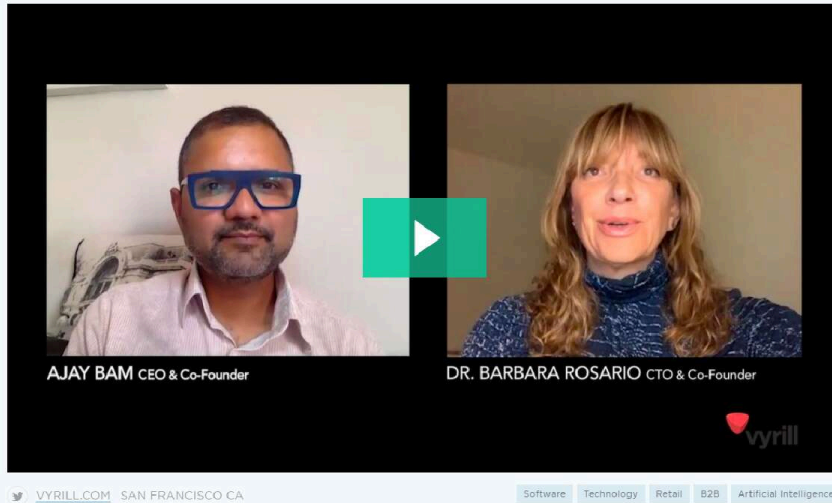 AJAY BAM CEO & Co-Founder
DR. BARBARA ROSARIO CTO & Co-Founder
vyrill
VYRILL.COM SAN FRANCISCO CA
Software Technology Retail B2B Artificial Intelligence